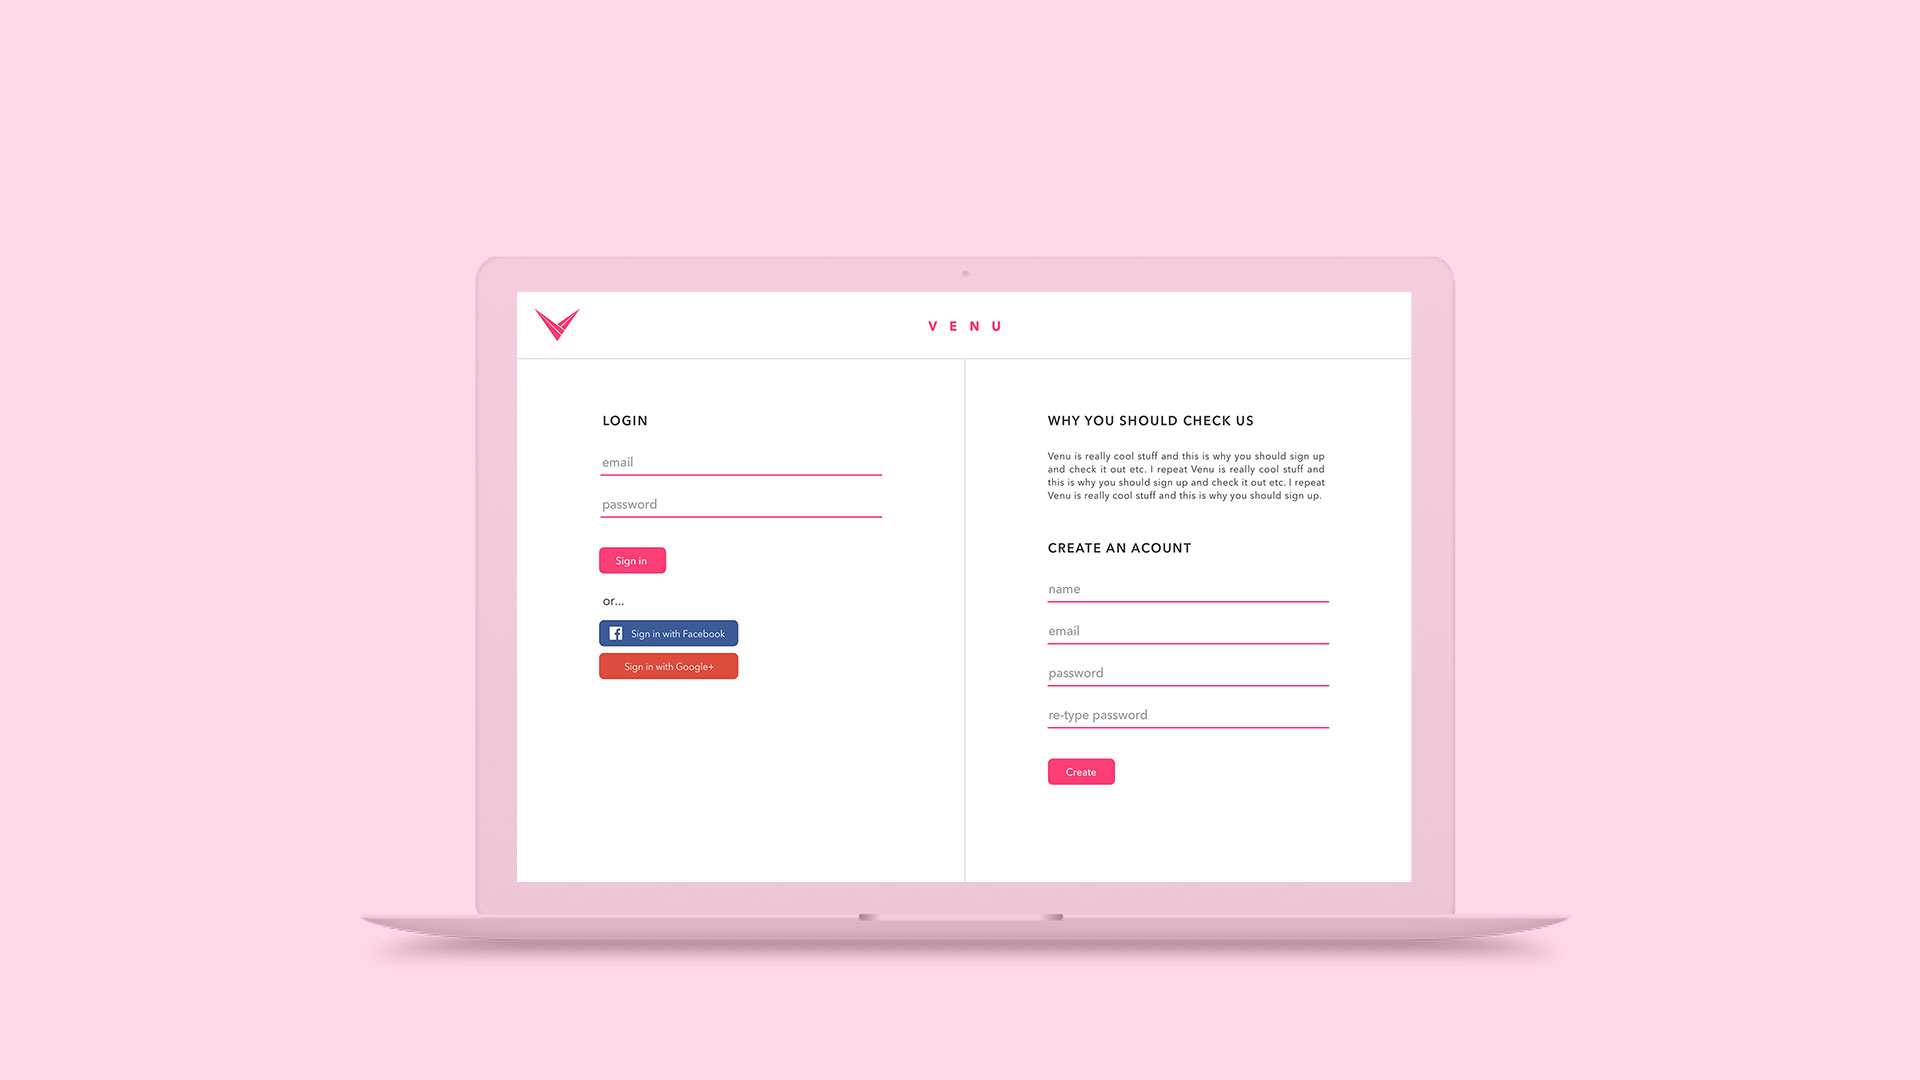 VENU
LOGIN
email
password
Sign in
or...
Sign in with Facebook
Sign in with Google+
WHY YOU SHOULD CHECK US
Venu is really cool stuff and this is why you should sign up
and check it out etc. I repeat Venu is really cool stuff and
this is why you should sign up and check it out etc. I repeat
Venu is really cool stuff and this is why you should sign up.
CREATE AN ACOUNT
name
email
password
re-type password
Create